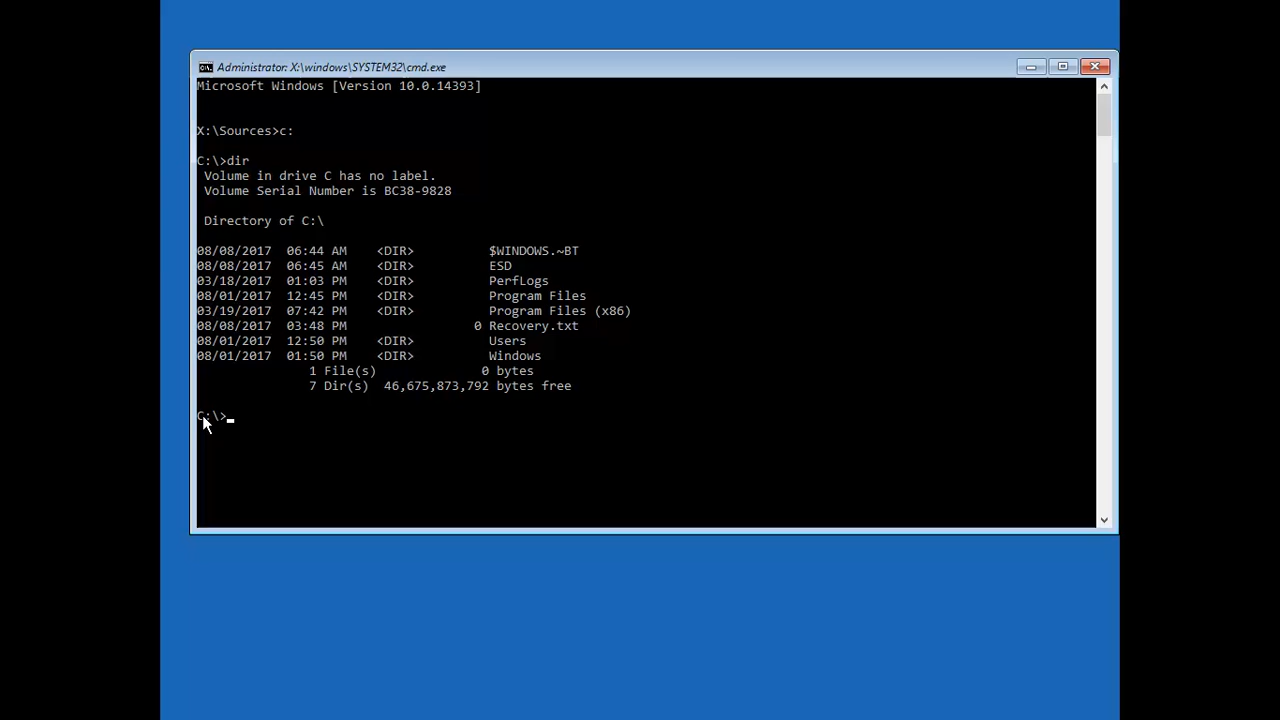 Administrator: X:\windows\SYSTEM32\cmd.exe
Microsoft Windows [Version 10.0.14393]
X:\Sources>c:
C:\>dir
 Volume in drive C has no label.
 Volume Serial Number is BC38-9828
 Directory of C:\
08/08/2017  06:44 AM    <DIR>          $WINDOWS.~BT
08/08/2017  06:45 AM    <DIR>          ESD
03/18/2017  01:03 PM    <DIR>          PerfLogs
08/01/2017  12:45 PM    <DIR>          Program Files
03/19/2017  07:42 PM    <DIR>          Program Files (x86)
08/08/2017  03:48 PM                 0 Recovery.txt
08/01/2017  12:50 PM    <DIR>          Users
08/01/2017  01:50 PM    <DIR>          Windows
               1 File(s)              0 bytes
               7 Dir(s)  46,675,873,792 bytes free
C:\>_